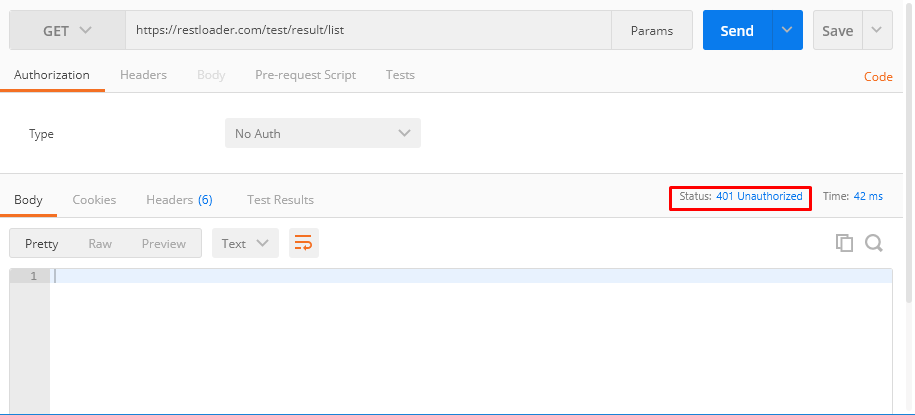 GET https://restloader.com/test/result/list Params Send Save
Authorization Headers Body Pre-request Script Tests Code
Type No Auth
Body Cookies Headers (6) Test Results Status: 401 Unauthorized Time: 42 ms
Pretty Raw Preview Text
1